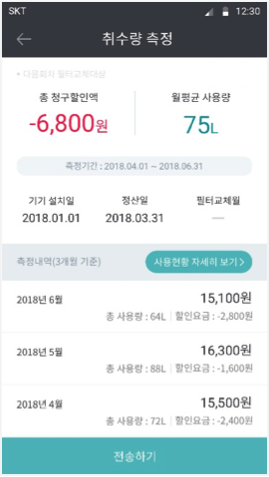 SKT 12:30
취수량 측정
• 다음회차 필터교체대상
총 청구할인액 월평균 사용량
-6,800원 75L
측정기간 : 2018.04.01 ~ 2018.06.31
기기 설치일 정산일 필터교체월
2018.01.01 2018.03.31 —
측정내역(3개월 기준) 사용현황 자세히 보기 >
2018년 6월 15,100원
총 사용량 : 64L | 할인요금 : -2,800원
2018년 5월 16,300원
총 사용량 : 88L | 할인요금 : -1,600원
2018년 4월 15,500원
총 사용량 : 72L | 할인요금 : -2,400원
전송하기